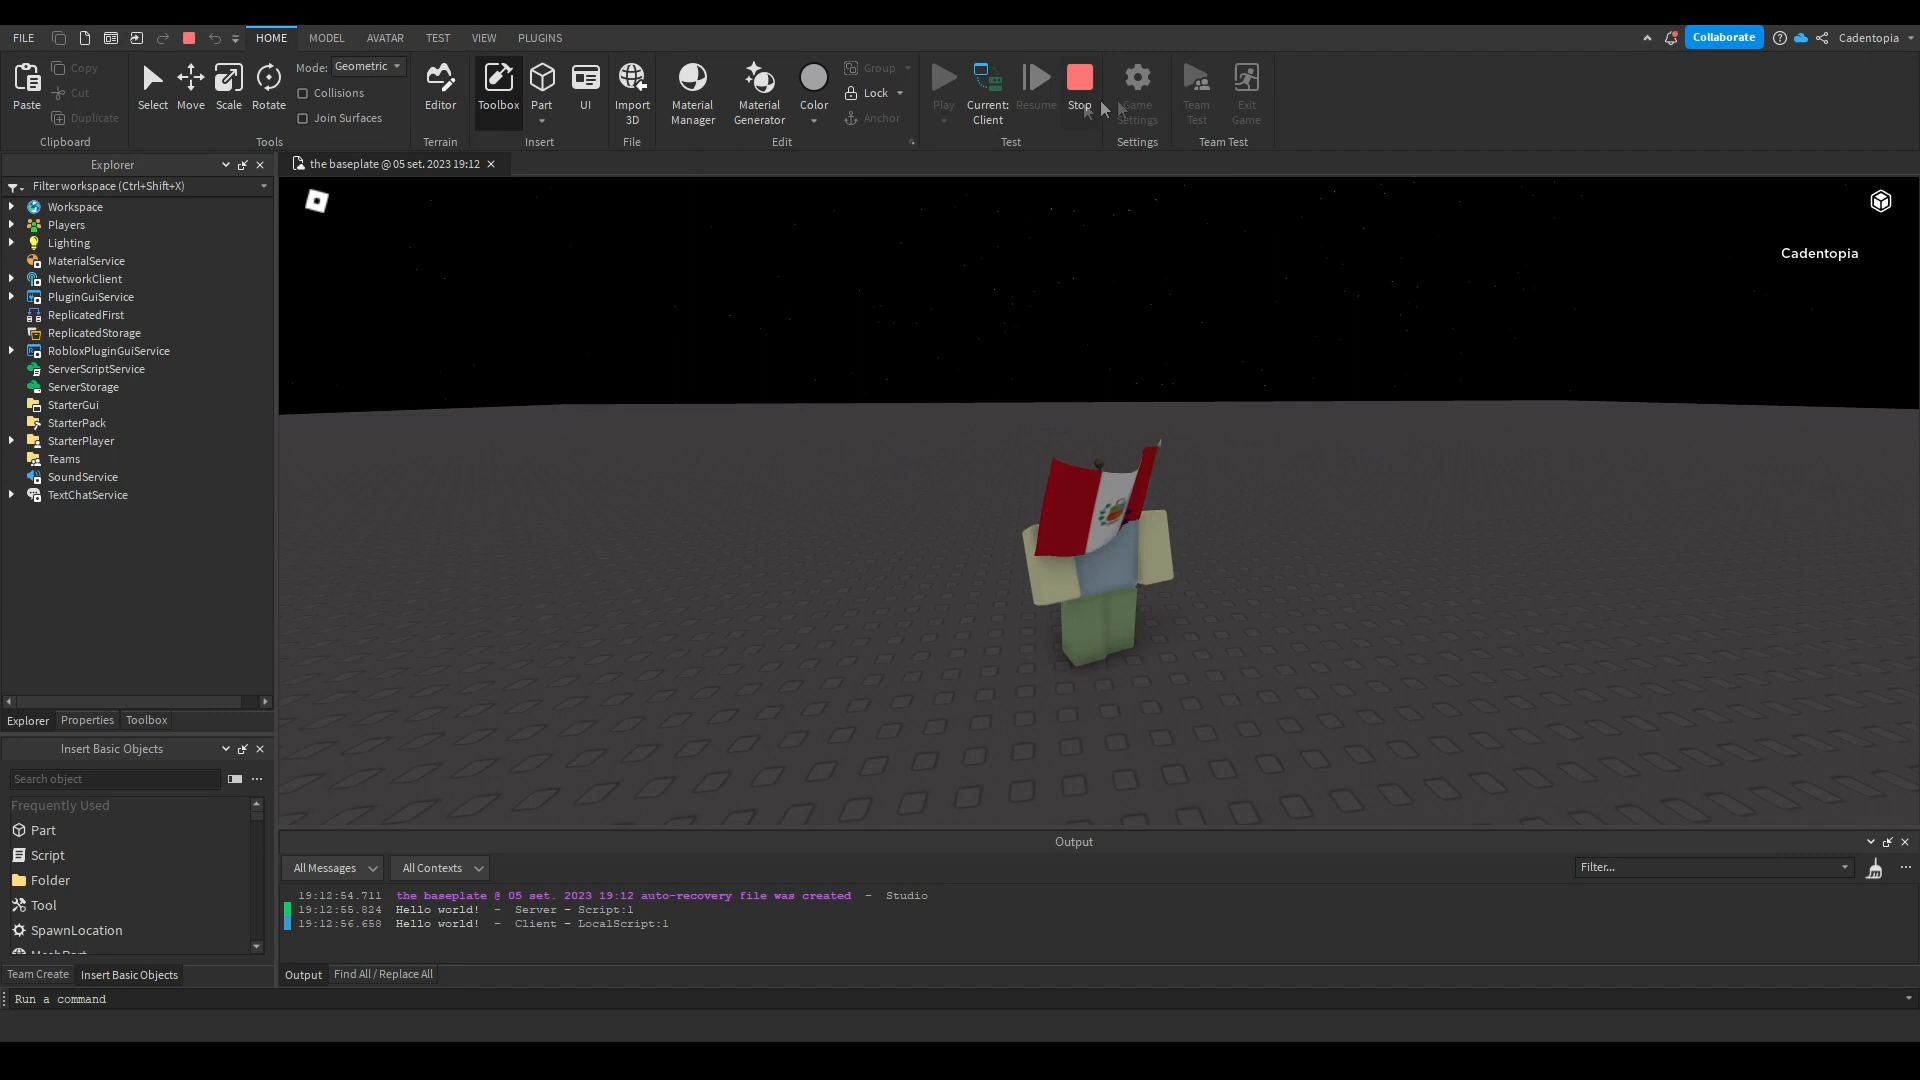 FILE HOME MODEL AVATAR TEST VIEW PLUGINS Collaborate Cadentopia
Paste Copy Cut Duplicate
Clipboard
Select Move Scale Rotate
Mode: Geometric
Collisions
Join Surfaces
Tools
Editor
Terrain
Toolbox Part UI
Insert
Import 3D
File
Material Manager
Material Generator
Color
Group
Lock
Anchor
Edit
Play
Current: Client
Resume
Stop
Test
Game Settings
Settings
Team Test
Exit Game
Team Test
Explorer
the baseplate @ 05 set. 2023 19:12
Filter workspace (Ctrl+Shift+X)
Workspace
Players
Lighting
MaterialService
NetworkClient
PluginGuiService
ReplicatedFirst
ReplicatedStorage
RobloxPluginGuiService
ServerScriptService
ServerStorage
StarterGui
StarterPack
StarterPlayer
Teams
SoundService
TextChatService
Cadentopia
Explorer Properties Toolbox
Insert Basic Objects
Search object
Frequently Used
Part
Script
Folder
Tool
SpawnLocation
MeshPart
Team Create Insert Basic Objects
Output
All Messages All Contexts Filter...
19:12:54.711 the baseplate @ 05 set. 2023 19:12 auto-recovery file was created - Studio
19:12:55.824 Hello world! - Server - Script:1
19:12:56.658 Hello world! - Client - LocalScript:1
Output Find All / Replace All
Run a command